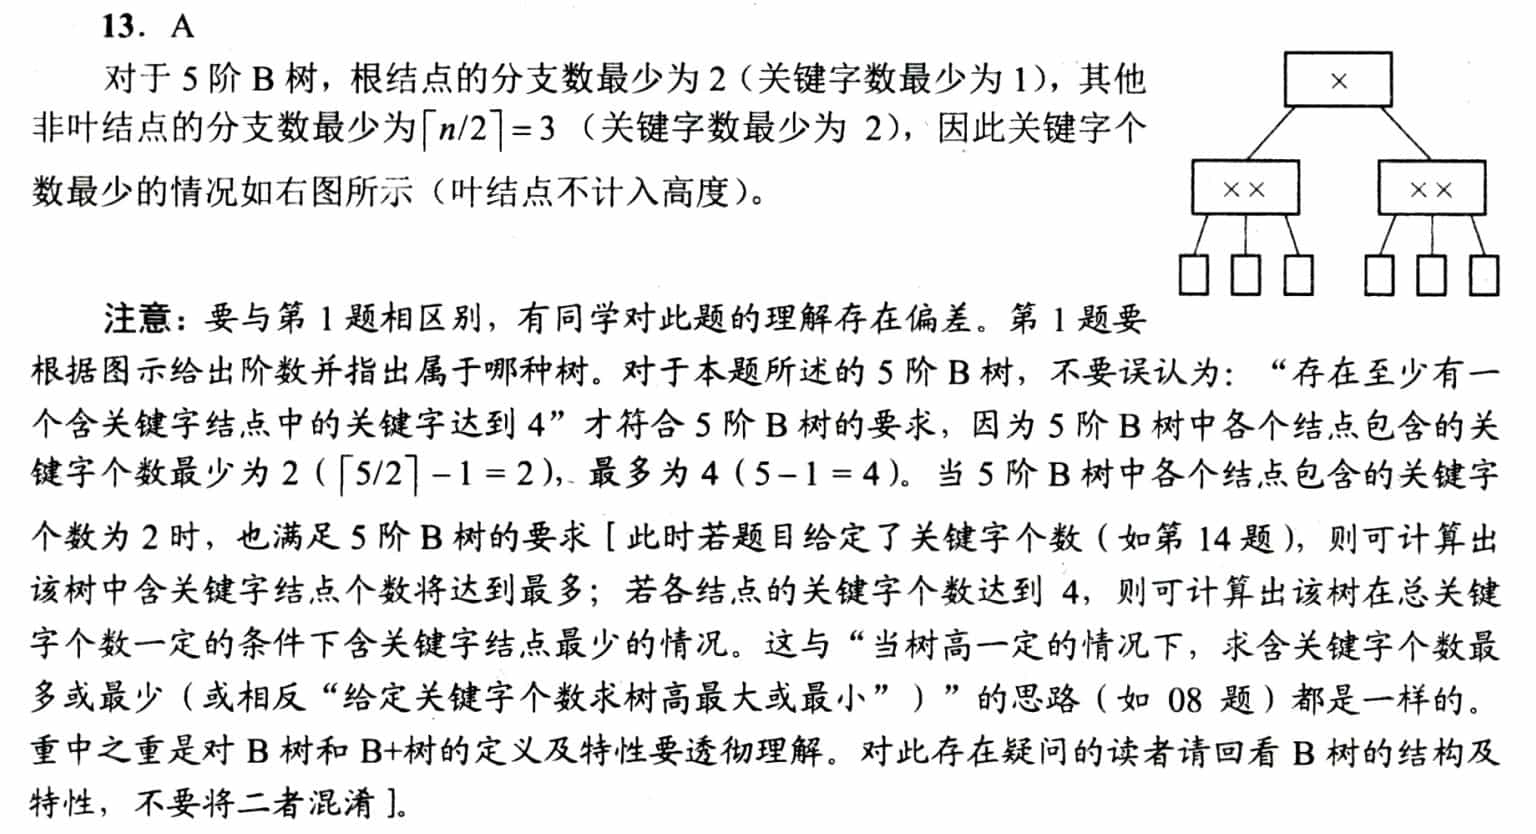 13. A
对于 5 阶 B 树，根结点的分支数最少为 2（关键字数最少为 1），其他
非叶结点的分支数最少为⌈n/2⌉=3（关键字数最少为 2），因此关键字个
数最少的情况如右图所示（叶结点不计入高度）。
×
××
××
注意：要与第 1 题相区别，有同学对此题的理解存在偏差。第 1 题要
根据图示给出阶数并指出属于哪种树。对于本题所述的 5 阶 B 树，不要误认为：“存在至少有一
个含关键字结点中的关键字达到 4”才符合 5 阶 B 树的要求，因为 5 阶 B 树中各个结点包含的关
键字个数最少为 2（⌈5/2⌉－1 = 2），最多为 4（5－1 = 4）。当 5 阶 B 树中各个结点包含的关键字
个数为 2 时，也满足 5 阶 B 树的要求 [ 此时若题目给定了关键字个数（如第 14 题），则可计算出
该树中含关键字结点个数将达到最多；若各结点的关键字个数达到 4，则可计算出该树在总关键
字个数一定的条件下含关键字结点最少的情况。这与“当树高一定的情况下，求含关键字个数最
多或最少（或相反“给定关键字个数求树高最大或最小”）”的思路（如 08 题）都是一样的。
重中之重是对 B 树和 B+树的定义及特性要透彻理解。对此存在疑问的读者请回看 B 树的结构及
特性，不要将二者混淆 ]。